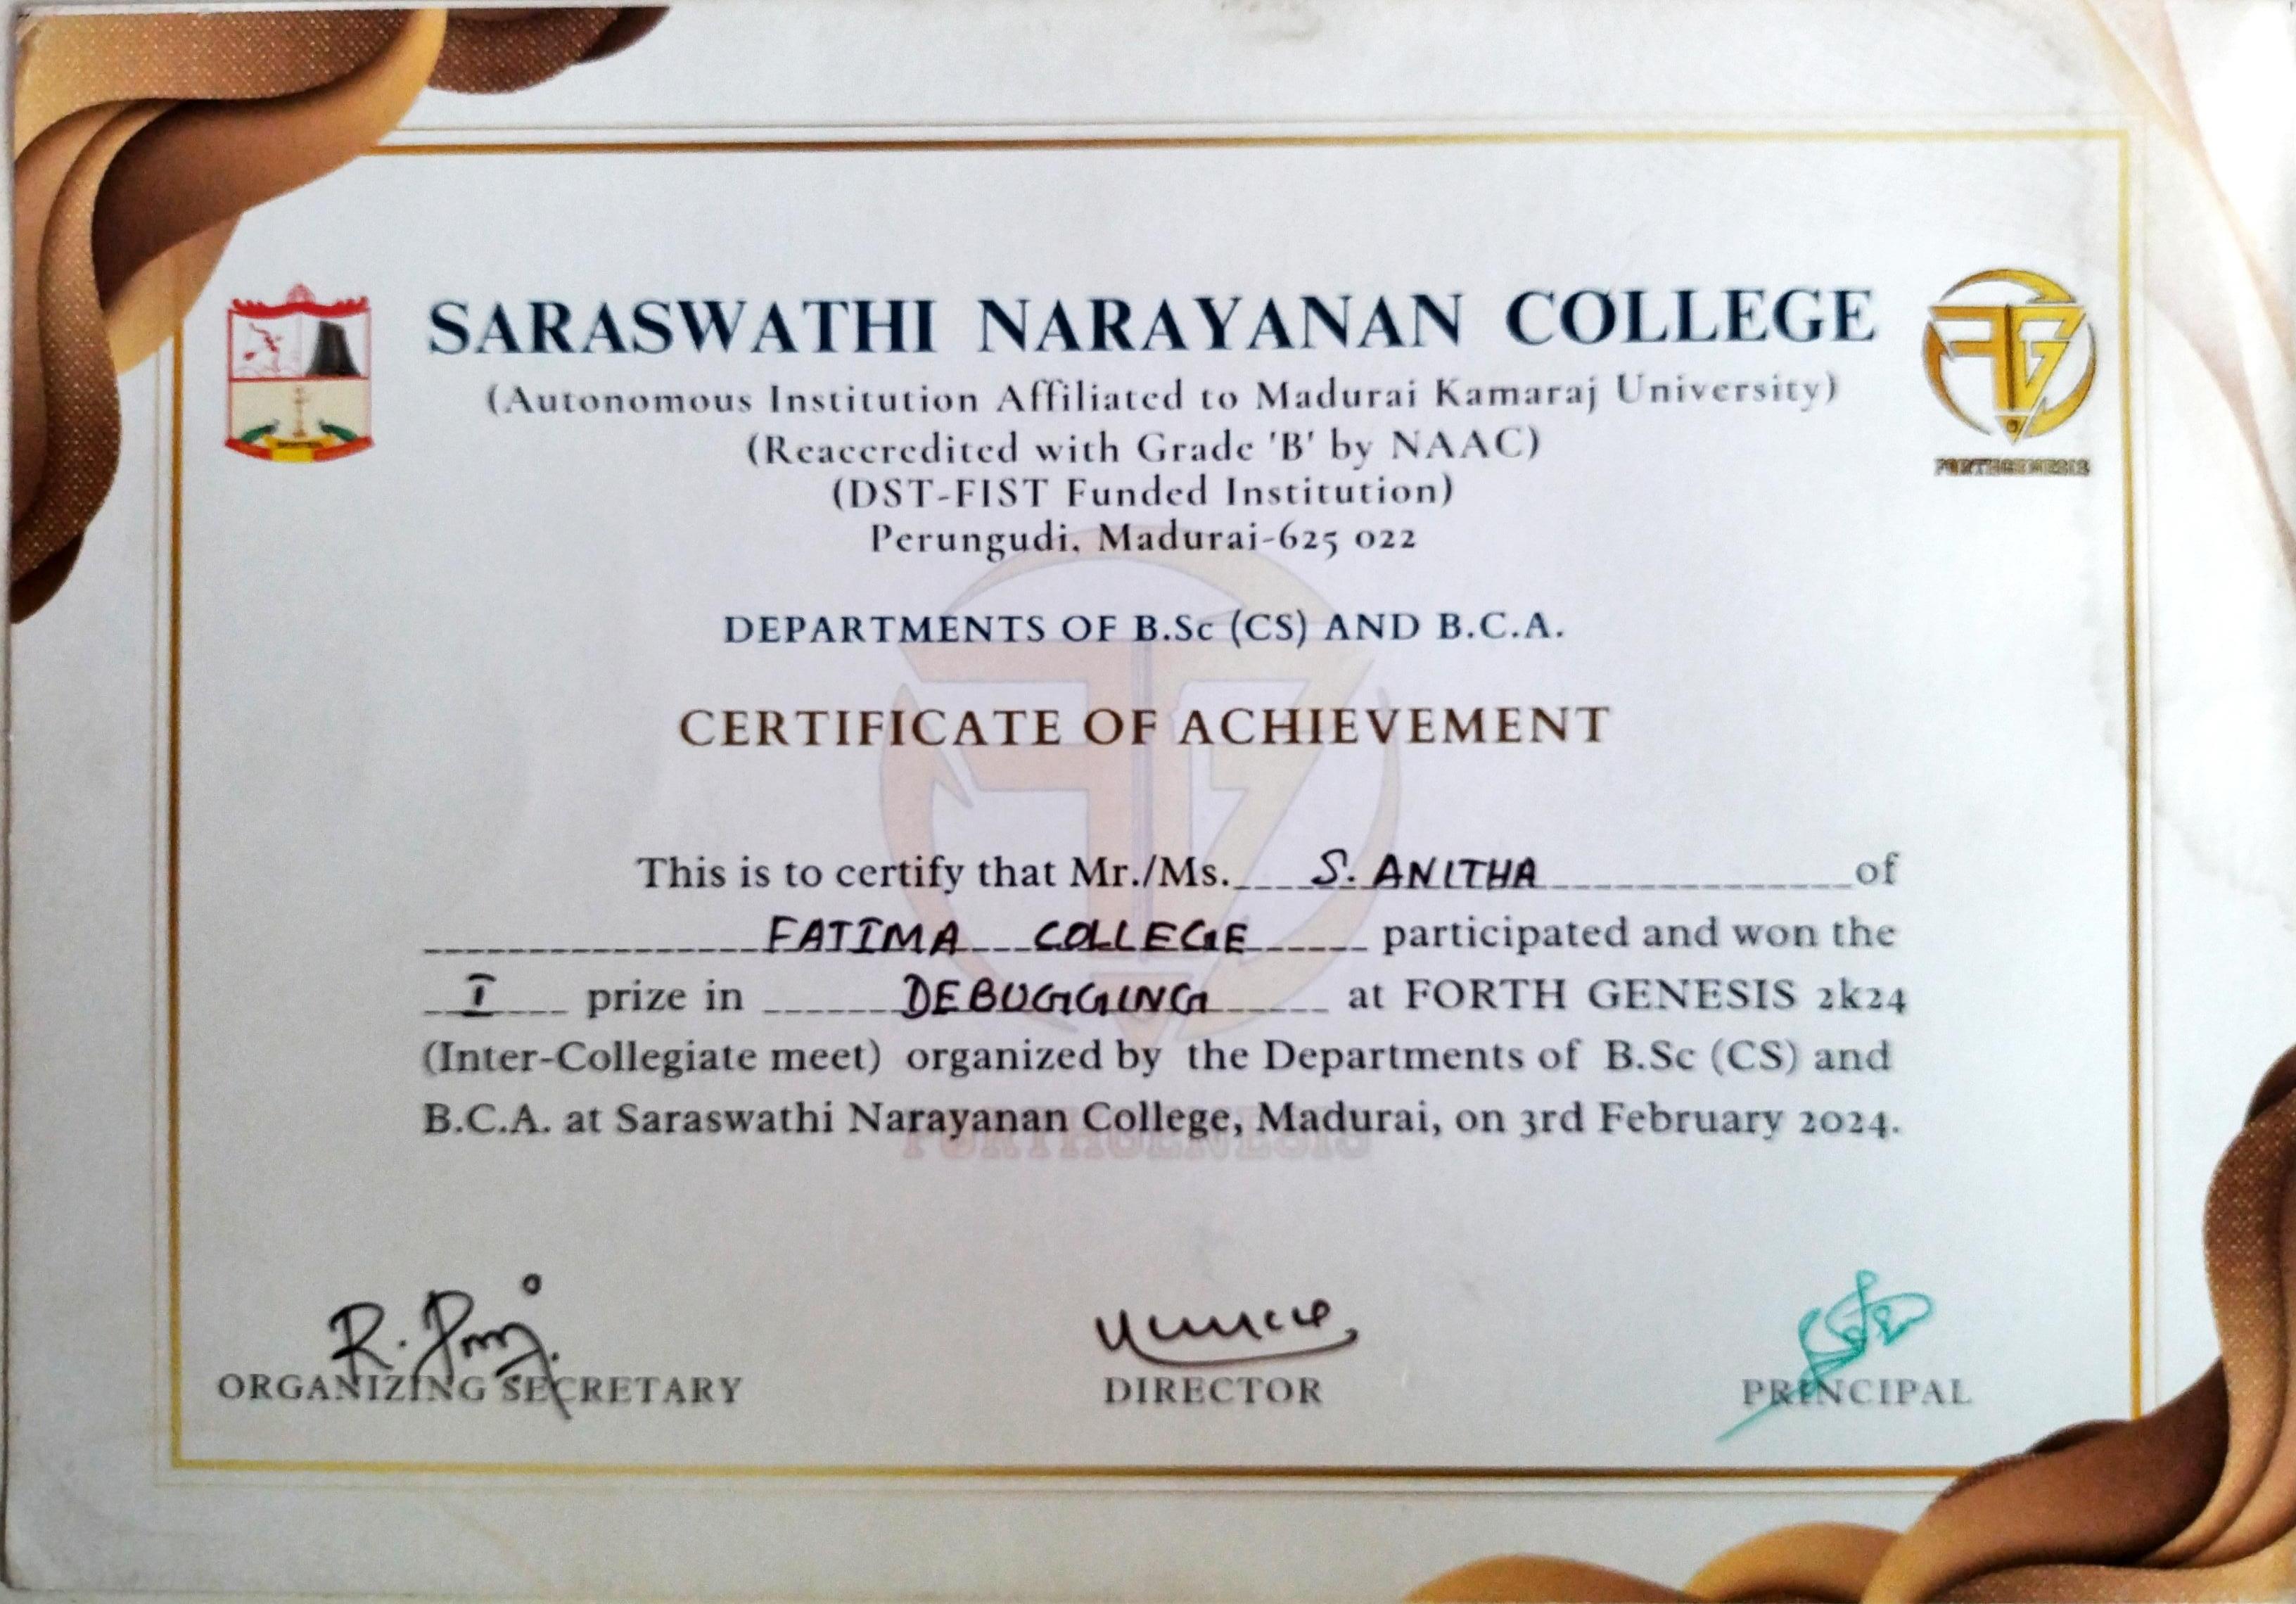 SARASWATHI NARAYANAN COLLEGE
(Autonomous Institution Affiliated to Madurai Kamaraj University)
(Reaccredited with Grade 'B' by NAAC)
(DST-FIST Funded Institution)
Perungudi, Madurai-625 022
FORTHGENESIS
DEPARTMENTS OF B.Sc (CS) AND B.C.A.
CERTIFICATE OF ACHIEVEMENT
This is to certify that Mr./Ms. S. ANITHA of
FATIMA COLLEGE participated and won the
I prize in DEBUGGING at FORTH GENESIS 2k24
(Inter-Collegiate meet) organized by the Departments of B.Sc (CS) and
B.C.A. at Saraswathi Narayanan College, Madurai, on 3rd February 2024.
FORTHGENESIS
ORGANIZING SECRETARY
DIRECTOR
PRINCIPAL